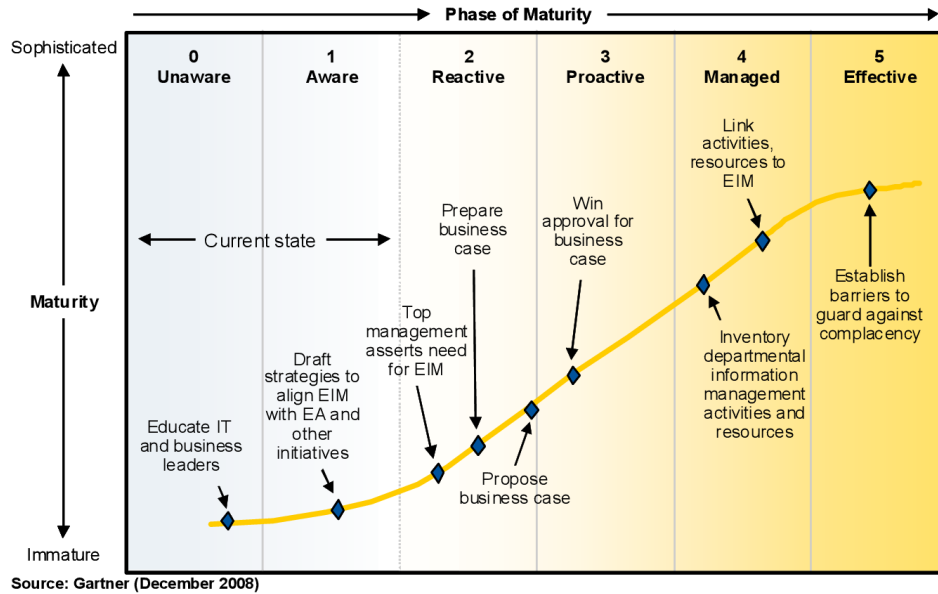 Phase of Maturity
Sophisticated
0
Unaware
1
Aware
2
Reactive
3
Proactive
4
Managed
5
Effective
Maturity
Immature
Current state
Educate IT
and business
leaders
Draft
strategies to
align EIM
with EA and
other
initiatives
Top
management
asserts need
for EIM
Prepare
business
case
Propose
business case
Win
approval for
business
case
Inventory
departmental
information
management
activities and
resources
Link
activities,
resources to
EIM
Establish
barriers to
guard against
complacency
Source: Gartner (December 2008)